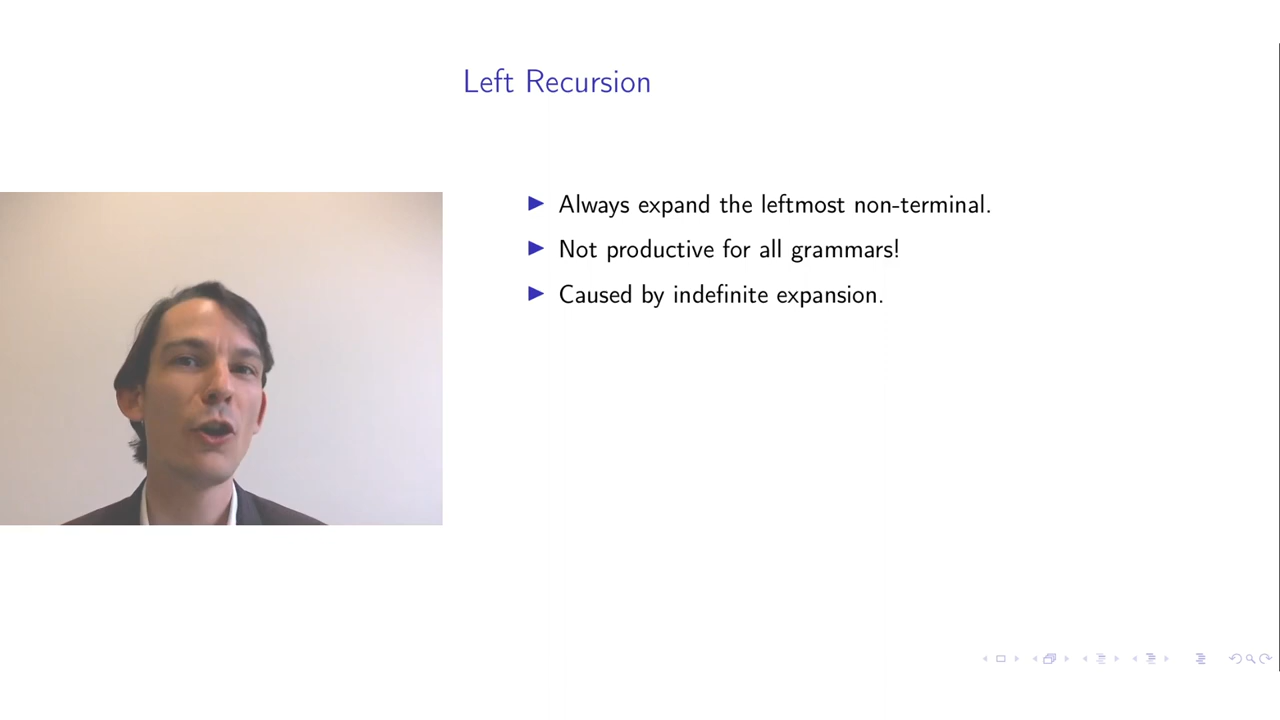 Left Recursion
Always expand the leftmost non-terminal.
Not productive for all grammars!
Caused by indefinite expansion.